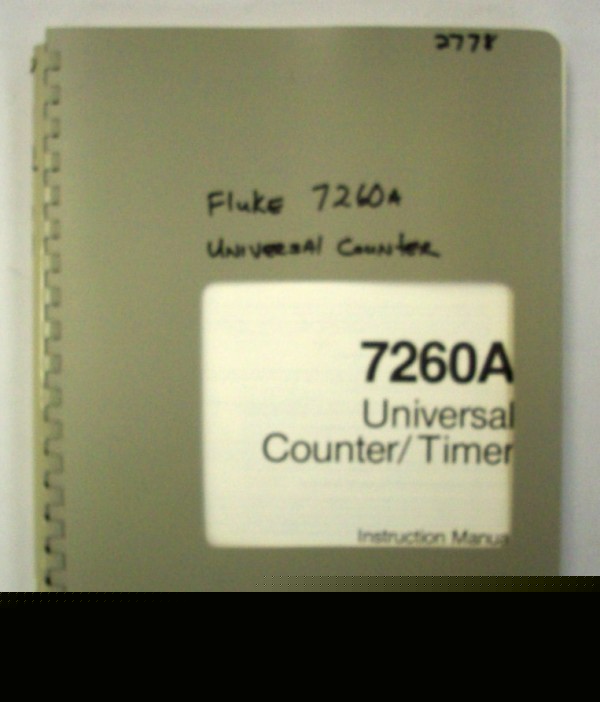 2778
Fluke 7260A
Universal Counter
7260A
Universal
Counter/Timer
Instruction Manua